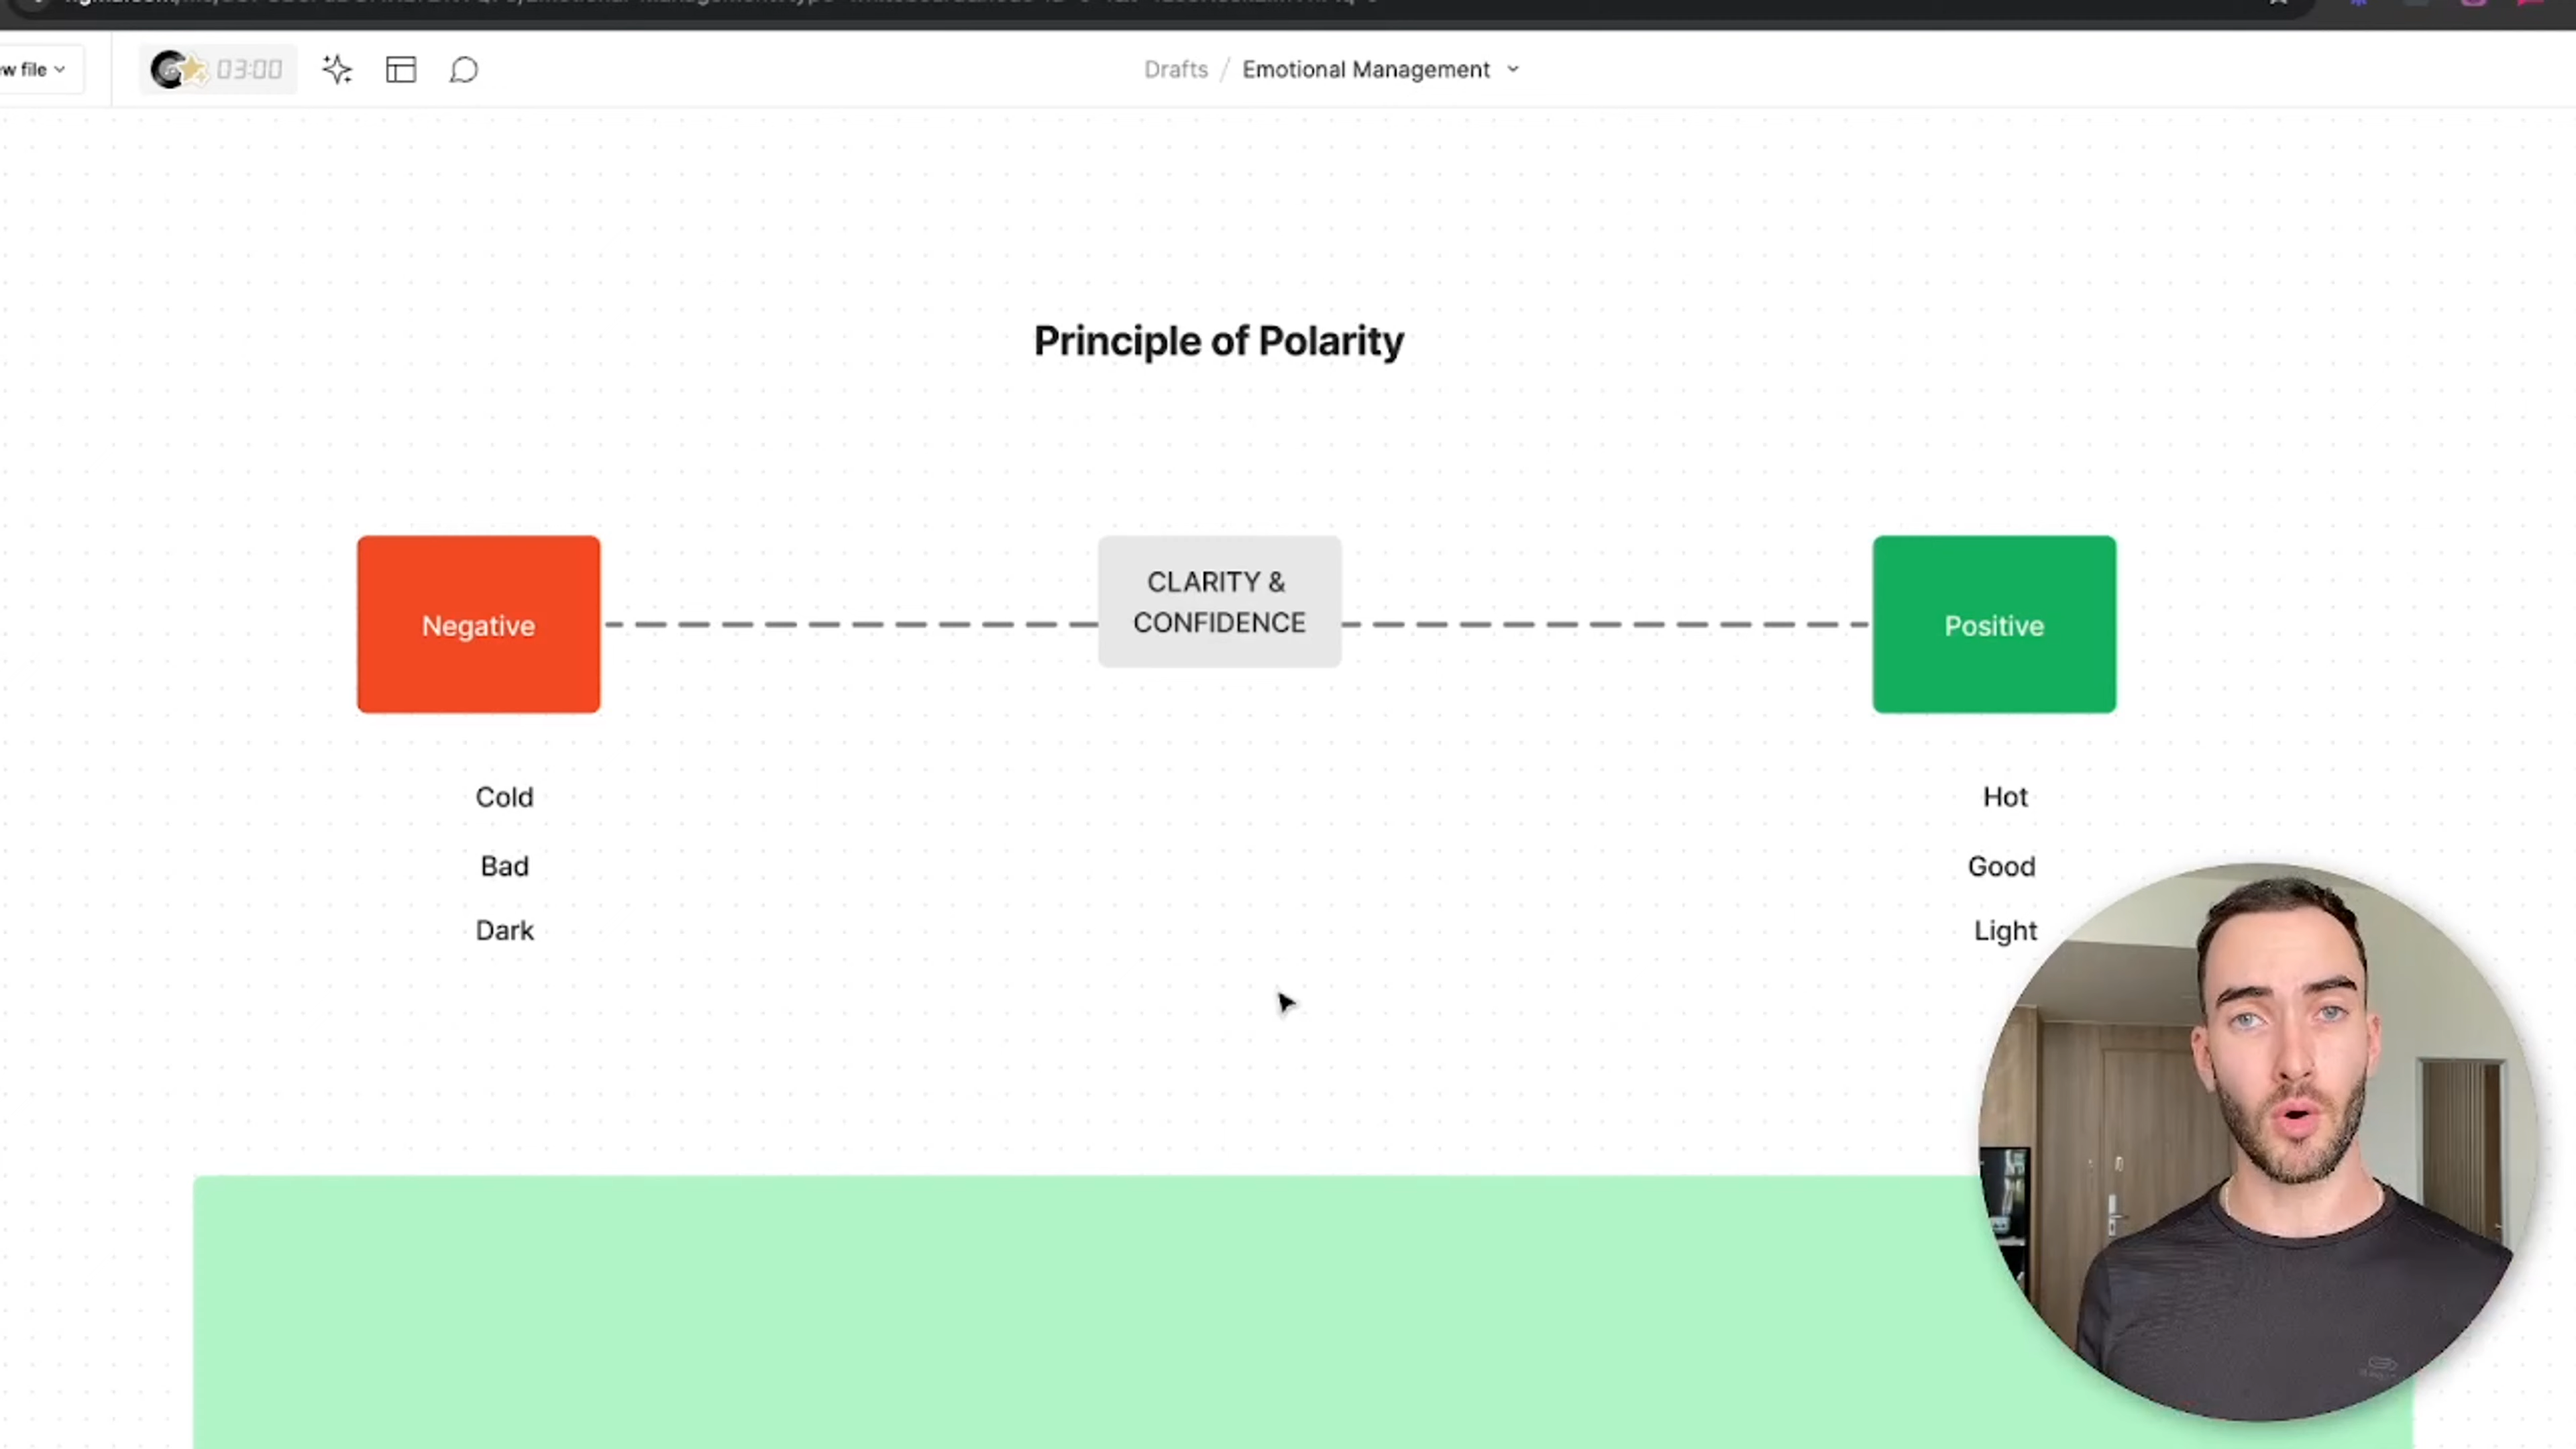 w file
03:00
Drafts / Emotional Management
Principle of Polarity
Negative
CLARITY &
CONFIDENCE
Positive
Cold
Hot
Bad
Good
Dark
Light